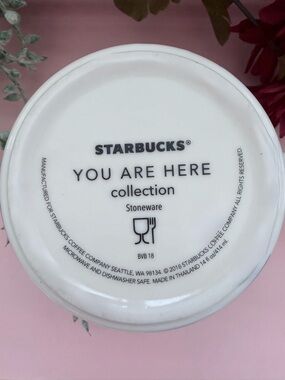 STARBUCKS®
YOU ARE HERE
collection
Stoneware
BVB 18
MANUFACTURED FOR STARBUCKS COFFEE COMPANY SEATTLE, WA 98134. © 2016 STARBUCKS COFFEE COMPANY. ALL RIGHTS RESERVED.
MICROWAVE AND DISHWASHER SAFE. MADE IN THAILAND 14 fl oz/414 mL